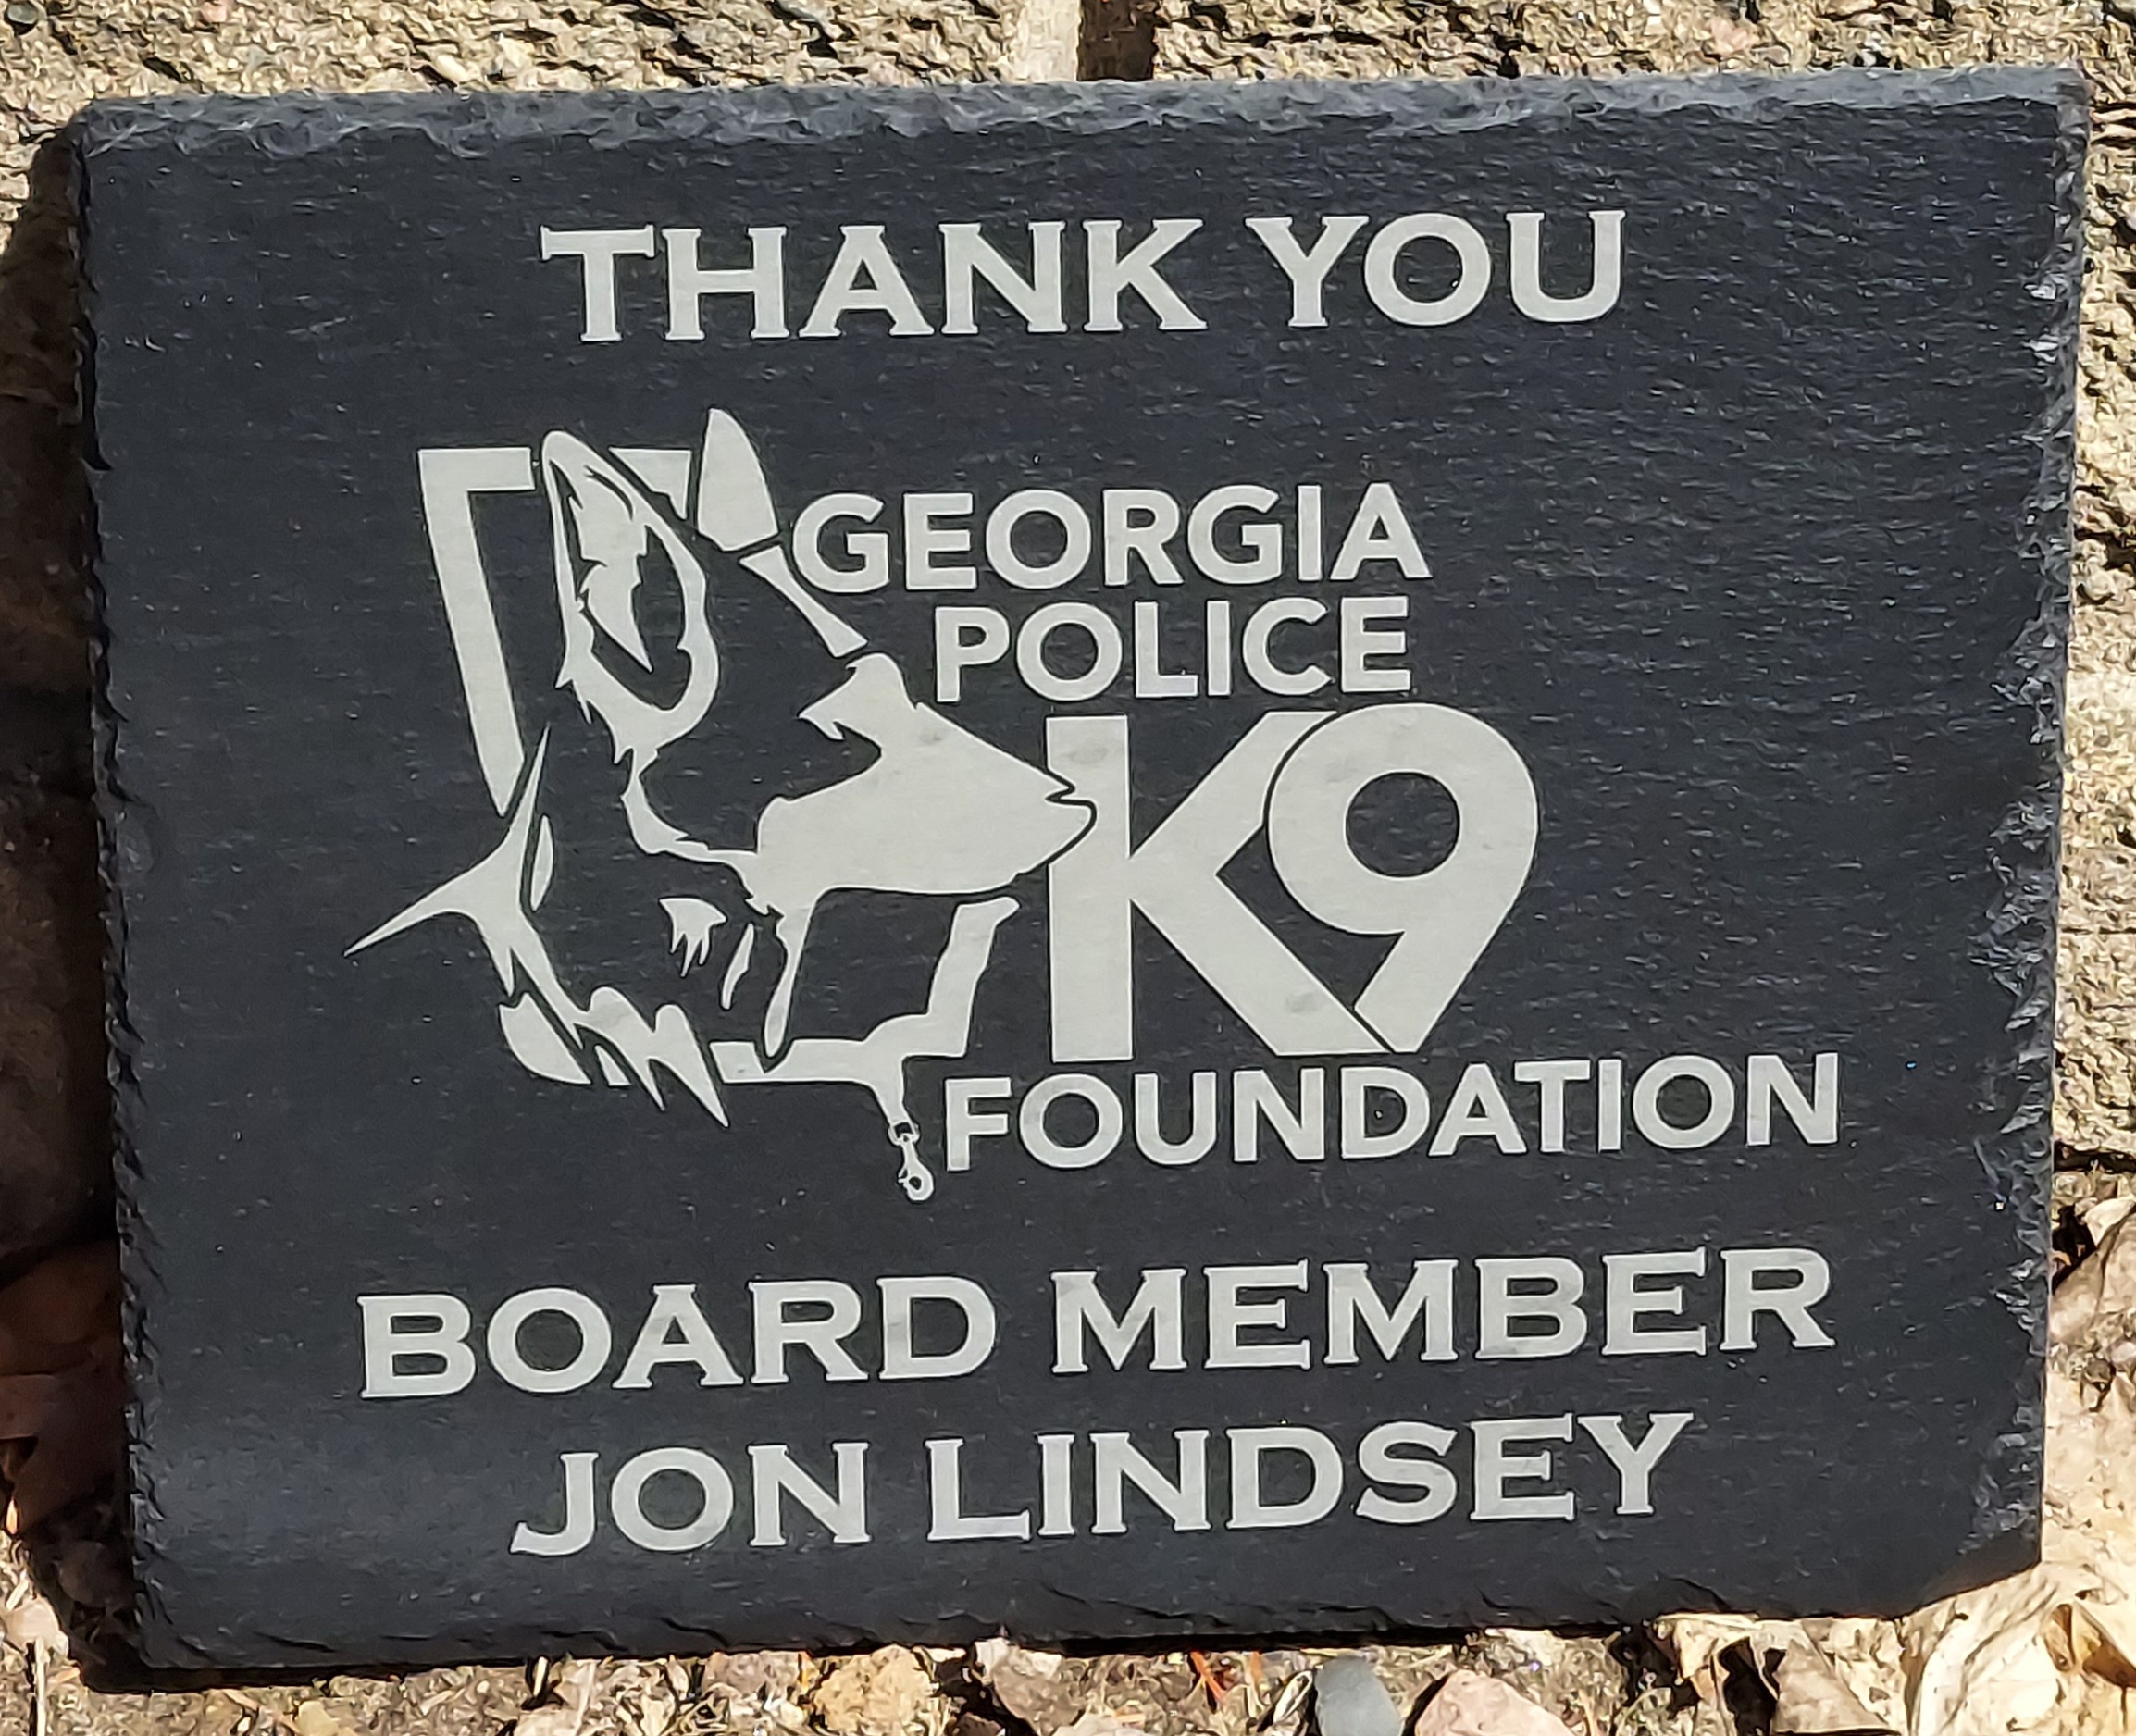 THANK YOU
GEORGIA
POLICE
K9
FOUNDATION
BOARD MEMBER
JON LINDSEY